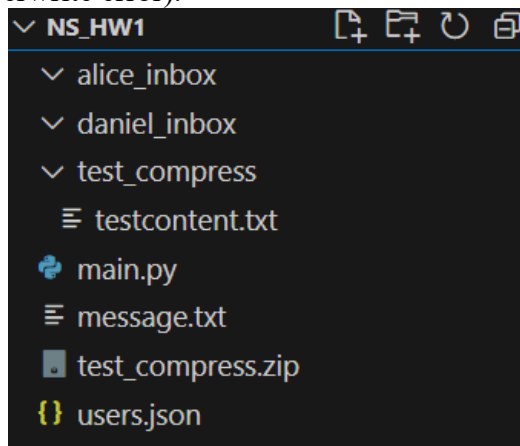 NS_HW1
alice_inbox
daniel_inbox
test_compress
testcontent.txt
main.py
message.txt
test_compress.zip
users.json